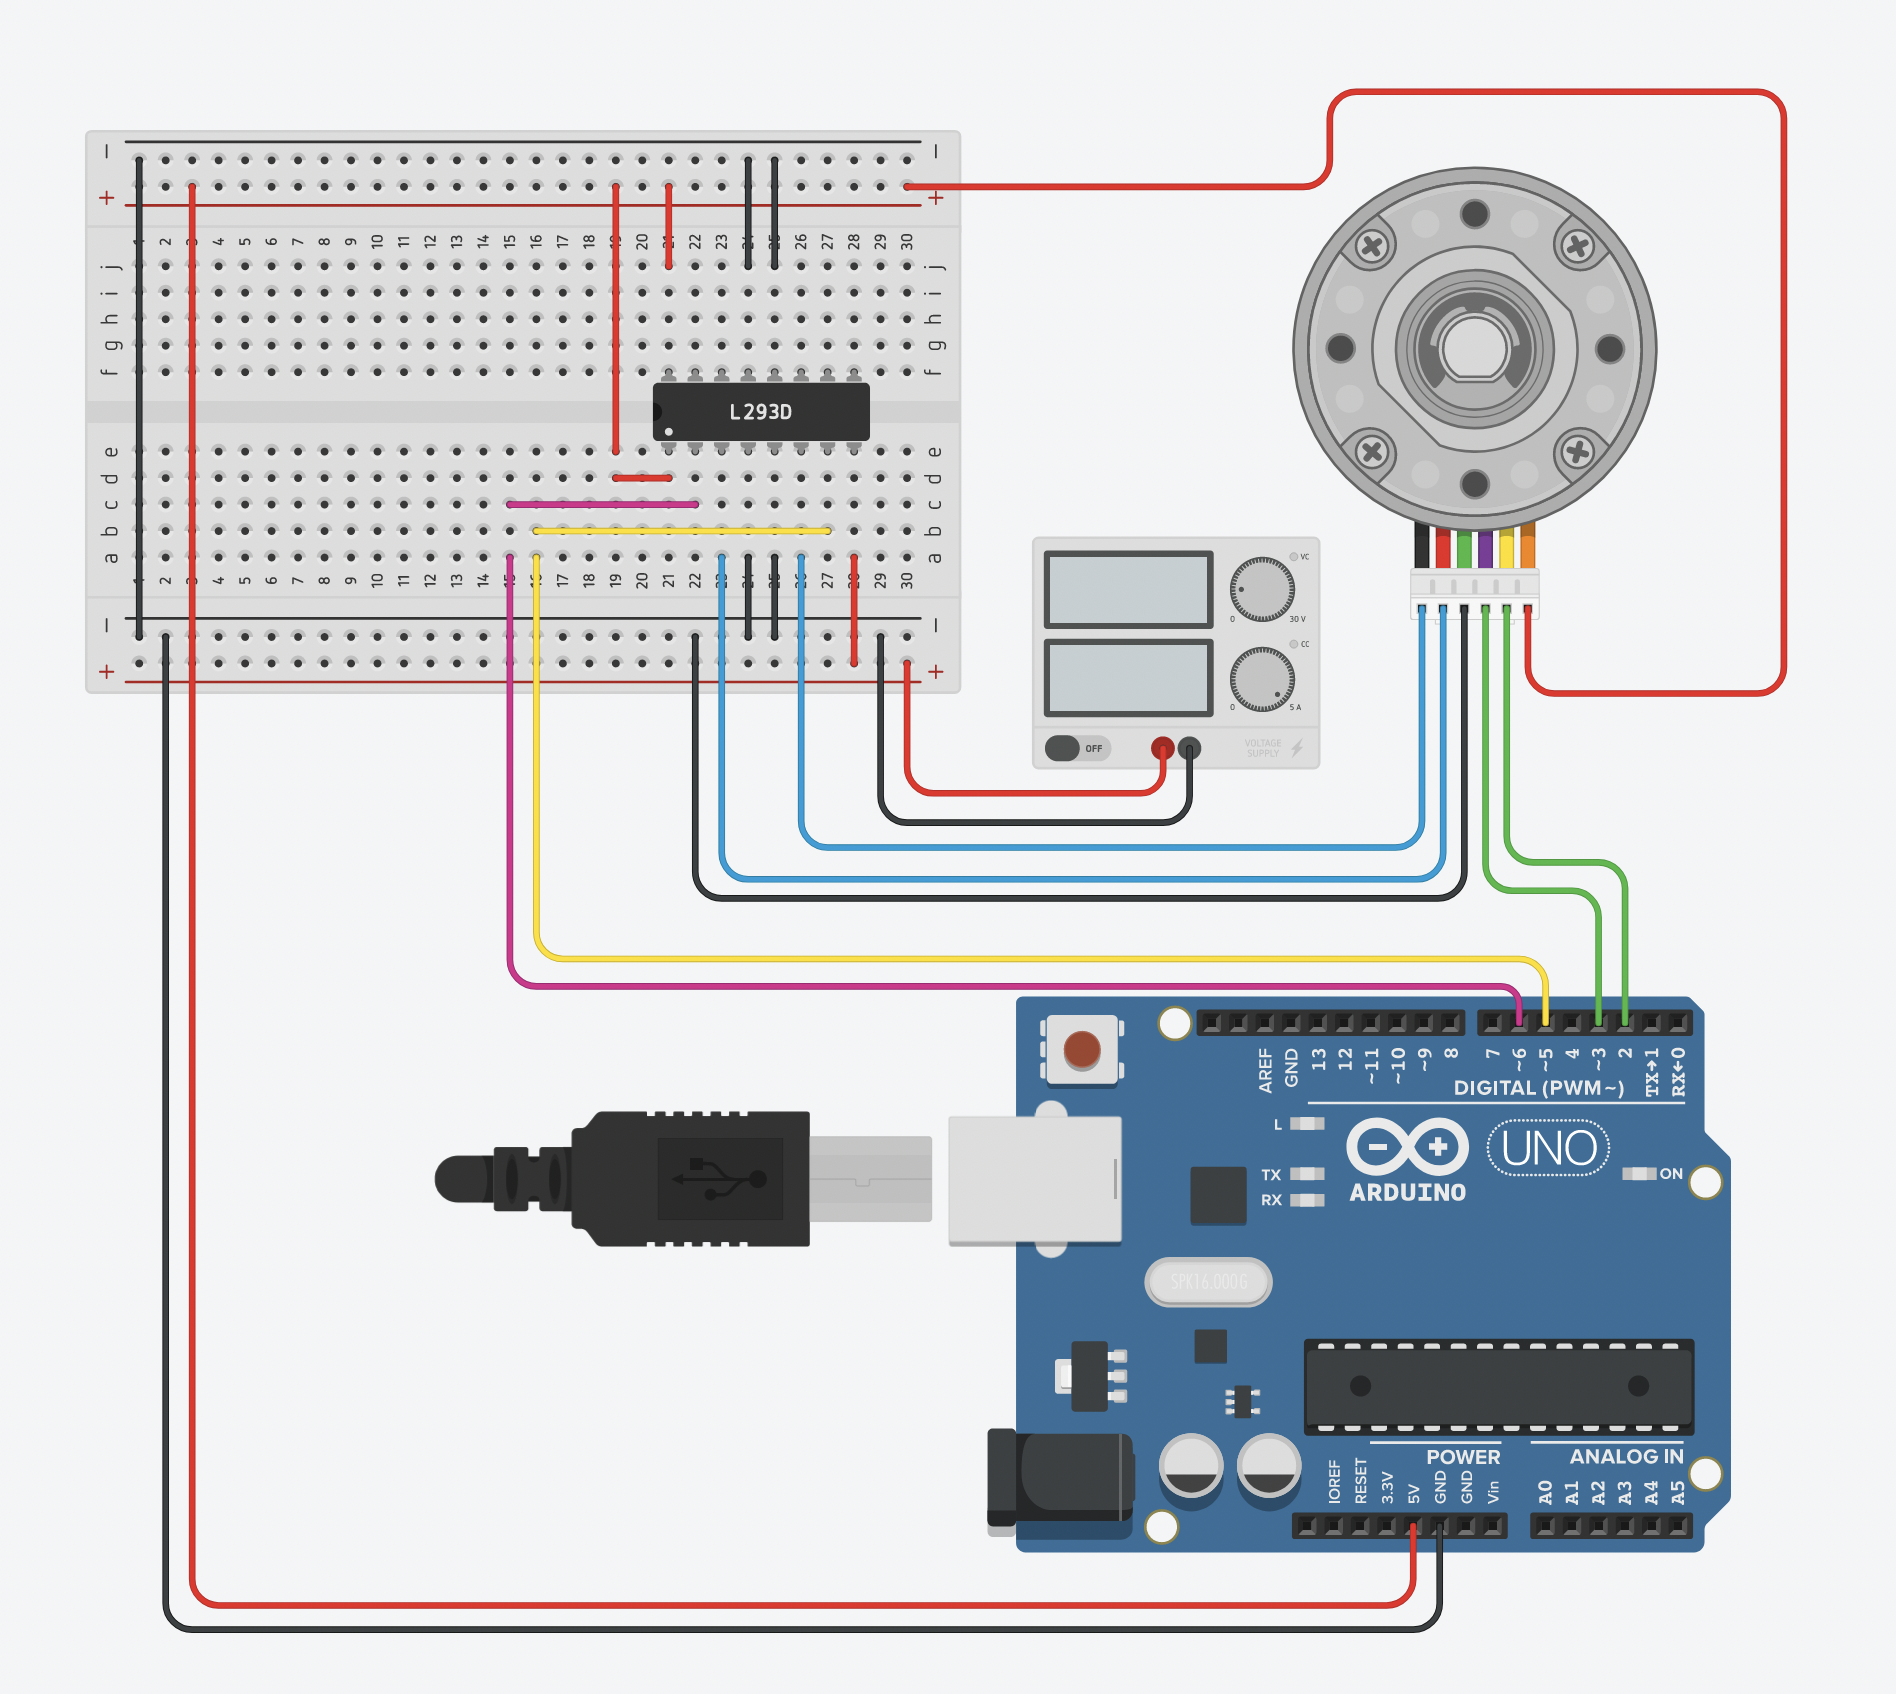 − −
+ +
1 2 3 4 5 6 7 8 9 10 11 12 13 14 15 16 17 18 19 20 21 22 23 24 25 26 27 28 29 30
j j
i i
h h
g g
f f
L293D
e e
d d
c c
b b
a a
1 2 3 4 5 6 7 8 9 10 11 12 13 14 15 16 17 18 19 20 21 22 23 24 25 26 27 28 29 30
− −
+ +
VC
0 30 V
CC
0 5 A
OFF
VOLTAGE
SUPPLY
AREF GND 13 12 ~11 ~10 ~9 8 7 ~6 ~5 4 ~3 2 TX→1 RX←0
DIGITAL (PWM~)
L
TX
RX
UNO
ON
ARDUINO
SPK16.000G
POWER
ANALOG IN
IOREF RESET 3.3V 5V GND GND Vin A0 A1 A2 A3 A4 A5